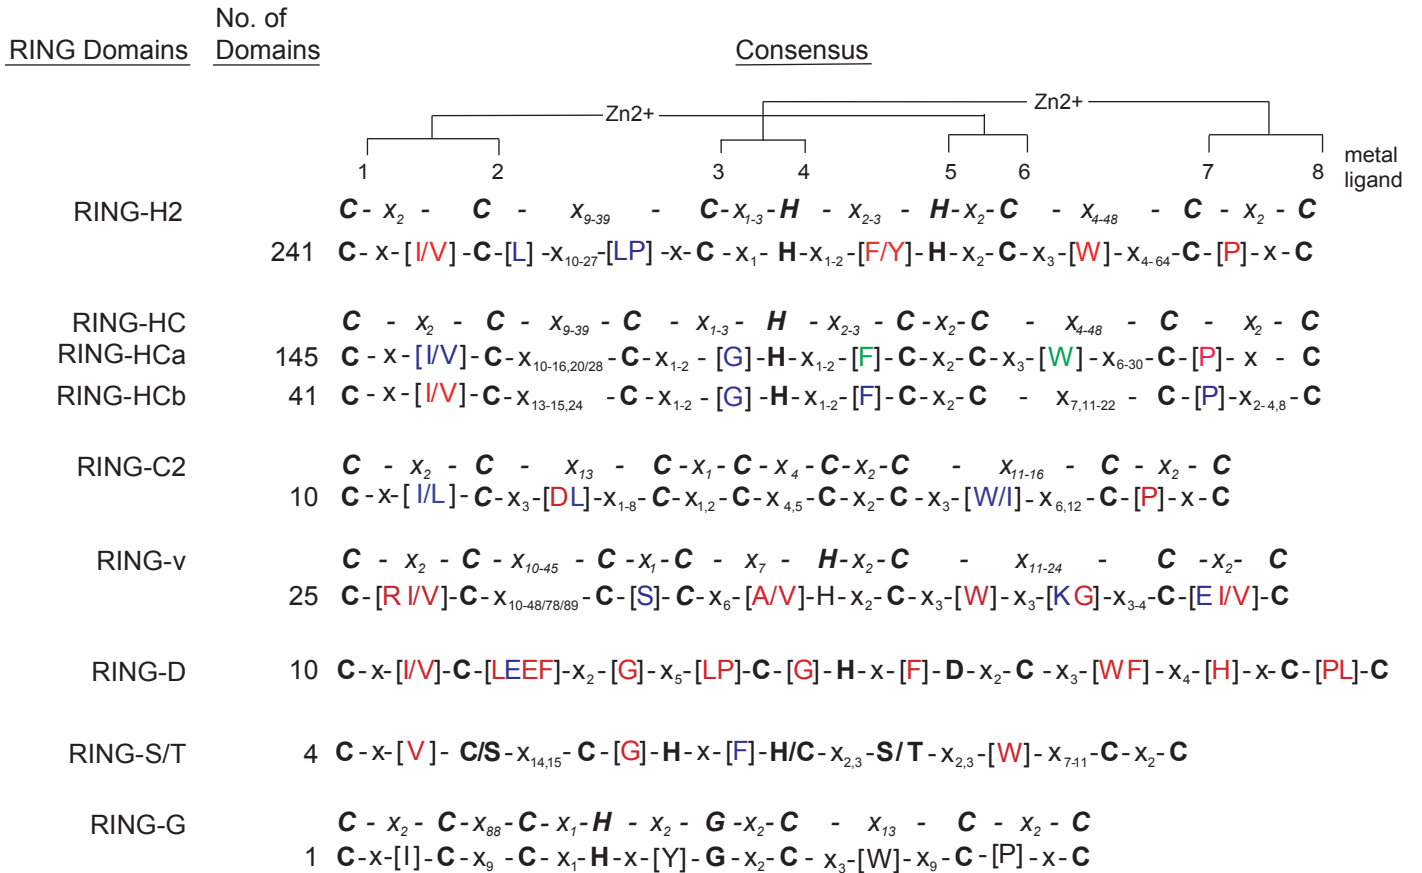 No. of
RING Domains Domains Consensus
Zn2+ Zn2+
1 2 3 4 5 6 7 8 metal
ligand
RING-H2 C - x2 - C - x9-39 - C-x1-3-H - x2-3 - H-x2-C - x4-48 - C - x2 - C
241 C-x-[I/V]-C-[L]-x10-27-[LP]-x-C-x1-H-x1-2-[F/Y]-H-x2-C-x3-[W]-x4-64-C-[P]-x-C
RING-HC C - x2 - C - x9-39 - C - x1-3 - H - x2-3 - C-x2-C - x4-48 - C - x2 - C
RING-HCa 145 C-x-[I/V]-C-x10-16,20/28-C-x1-2-[G]-H-x1-2-[F]-C-x2-C-x3-[W]-x6-30-C-[P]-x-C
RING-HCb 41 C-x-[I/V]-C-x13-15,24-C-x1-2-[G]-H-x1-2-[F]-C-x2-C - x7,11-22 - C-[P]-x2-4,8-C
RING-C2 C - x2 - C - x13 - C-x1-C-x4-C-x2-C - x11-16 - C - x2 - C
10 C-x-[I/L]-C-x3-[DL]-x1-8-C-x1,2-C-x4,5-C-x2-C-x3-[W/I]-x6,12-C-[P]-x-C
RING-v C - x2 - C - x10-45 - C-x1-C - x7 - H-x2-C - x11-24 - C - x2 - C
25 C-[R I/V]-C-x10-48/78/89-C-[S]-C-x6-[A/V]-H-x2-C-x3-[W]-x3-[KG]-x3-4-C-[E I/V]-C
RING-D 10 C-x-[I/V]-C-[LEEF]-x2-[G]-x5-[LP]-C-[G]-H-x-[F]-D-x2-C-x3-[WF]-x4-[H]-x-C-[PL]-C
RING-S/T 4 C-x-[V]-C/S-x14,15-C-[G]-H-x-[F]-H/C-x2,3-S/T-x2,3-[W]-x7-11-C-x2-C
RING-G C - x2 - C-x88-C-x1-H - x2 - G-x2-C - x13 - C - x2 - C
1 C-x-[I]-C-x9-C-x1-H-x-[Y]-G-x2-C-x3-[W]-x9-C-[P]-x-C